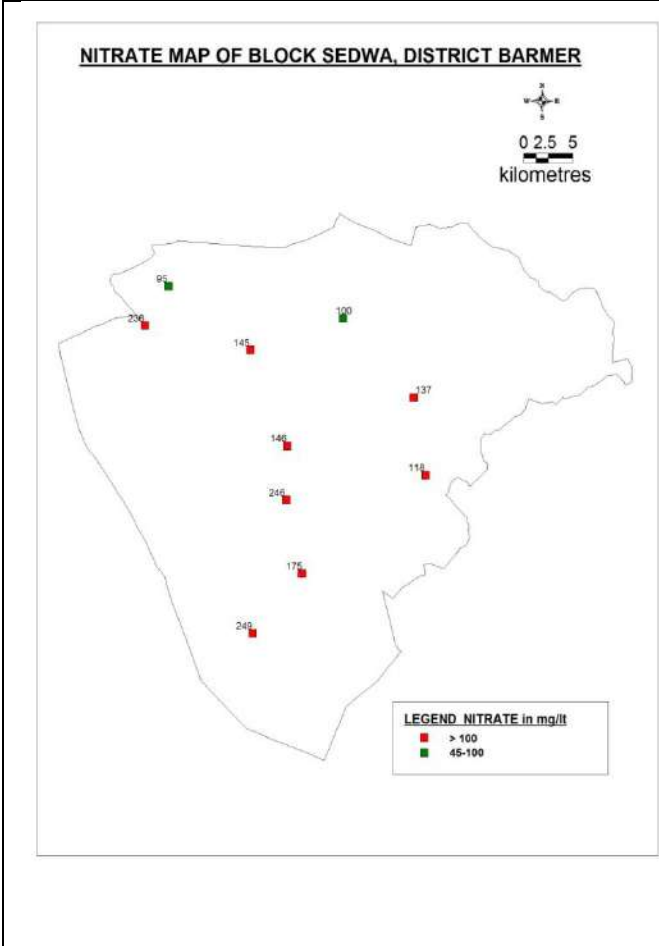 NITRATE MAP OF BLOCK SEDWA, DISTRICT BARMER
N
W E
S
0 2.5 5
kilometres
95
100
145
137
146
118
246
175
249
LEGEND NITRATE in mg/lt
> 100
45-100